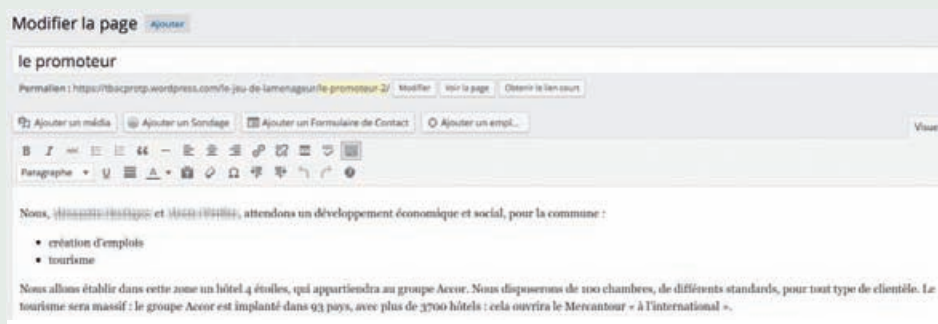 Modifier la page Ajouter
le promoteur
Permalien : https://tbacprotp.wordpress.com/le-jeu-de-lamenageur/le-promoteur-2/ Modifier Voir la page Obtenir le lien court
Ajouter un média Ajouter un Sondage Ajouter un Formulaire de Contact Ajouter un empl... Visue
Paragraphe
Nous, et , attendons un développement économique et social, pour la commune :
• création d'emplois
• tourisme
Nous allons établir dans cette zone un hôtel 4 étoiles, qui appartiendra au groupe Accor. Nous disposerons de 100 chambres, de différents standards, pour tout type de clientèle. Le
tourisme sera massif : le groupe Accor est implanté dans 93 pays, avec plus de 3700 hôtels : cela ouvrira le Mercantour « à l'international ».